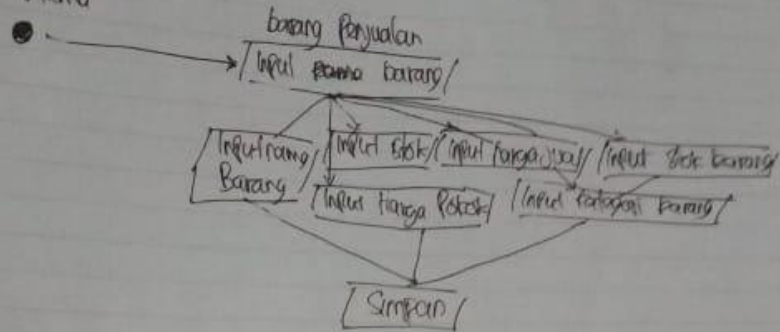 barang Penjualan
Input barang
Input nama Barang
Input Stok
Input harga jual
Input Stok barang
Input Harga Pokok
Input kategori barang
Simpan